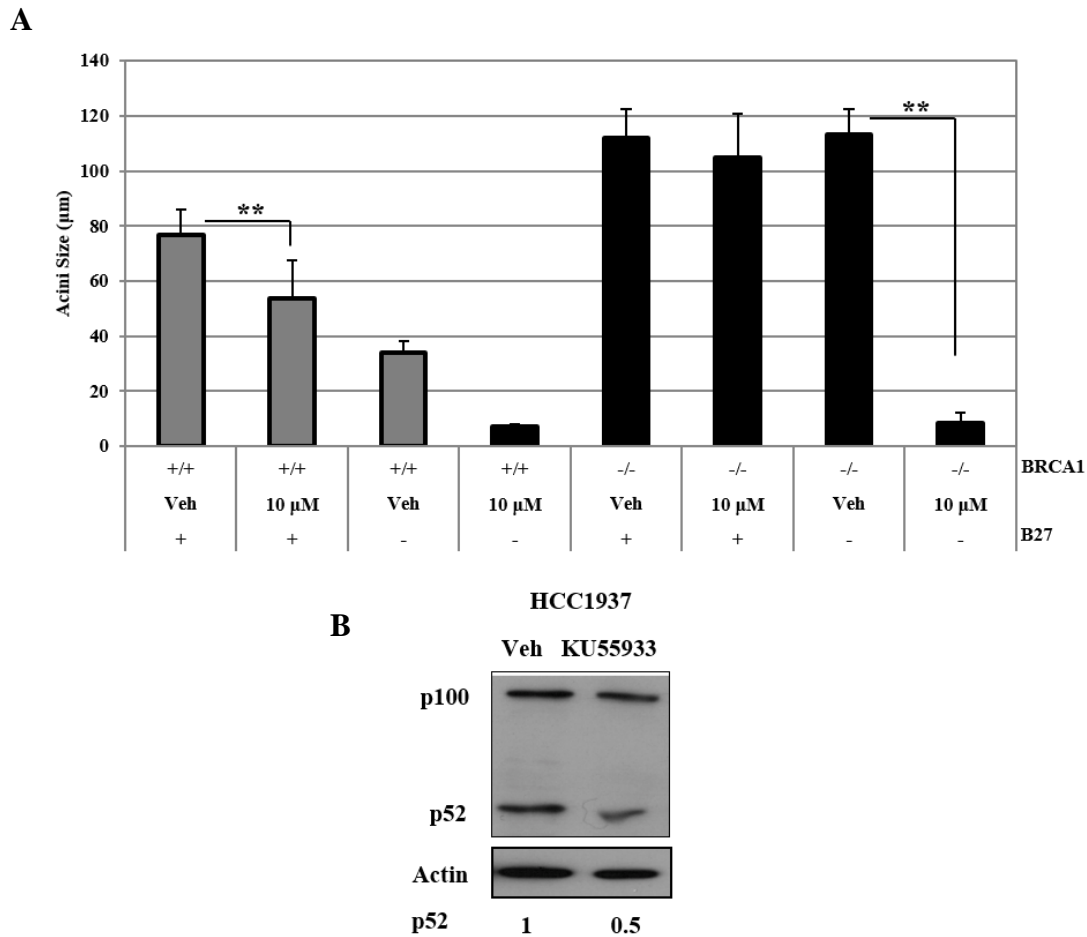 A
140
120
100
80
60
40
20
0
Acini Size (µm)
**
**
+/+ +/+ +/+ +/+ -/- -/- -/- -/- BRCA1
Veh 10 µM Veh 10 µM Veh 10 µM Veh 10 µM
+ + - - + + - - B27
HCC1937
B
Veh KU55933
p100
p52
Actin
p52 1 0.5